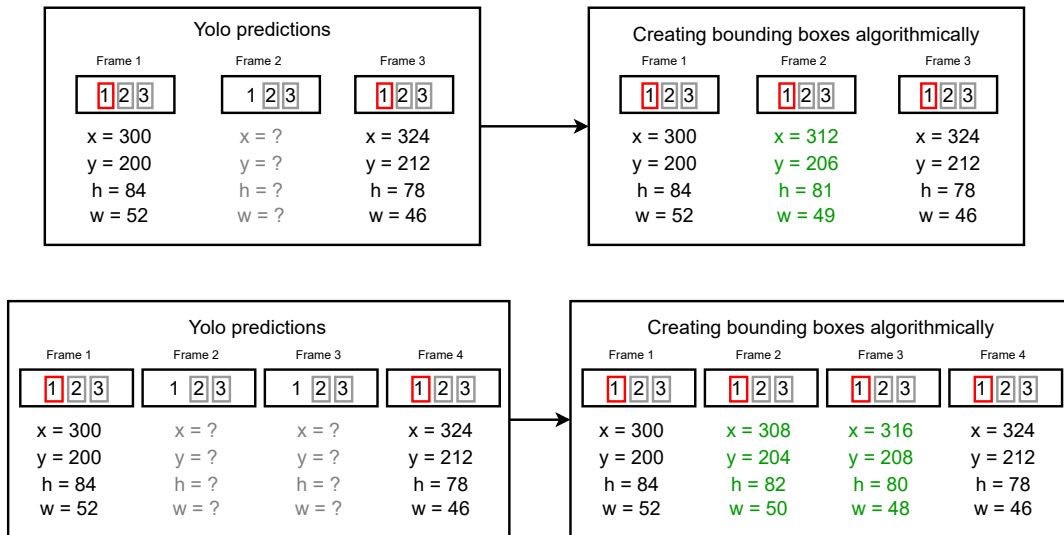 Yolo predictions
Frame 1 Frame 2 Frame 3
1 2 3 1 2 3 1 2 3
x = 300 x = ? x = 324
y = 200 y = ? y = 212
h = 84 h = ? h = 78
w = 52 w = ? w = 46
Creating bounding boxes algorithmically
Frame 1 Frame 2 Frame 3
1 2 3 1 2 3 1 2 3
x = 300 x = 312 x = 324
y = 200 y = 206 y = 212
h = 84 h = 81 h = 78
w = 52 w = 49 w = 46
Yolo predictions
Frame 1 Frame 2 Frame 3 Frame 4
1 2 3 1 2 3 1 2 3 1 2 3
x = 300 x = ? x = ? x = 324
y = 200 y = ? y = ? y = 212
h = 84 h = ? h = ? h = 78
w = 52 w = ? w = ? w = 46
Creating bounding boxes algorithmically
Frame 1 Frame 2 Frame 3 Frame 4
1 2 3 1 2 3 1 2 3 1 2 3
x = 300 x = 308 x = 316 x = 324
y = 200 y = 204 y = 208 y = 212
h = 84 h = 82 h = 80 h = 78
w = 52 w = 50 w = 48 w = 46